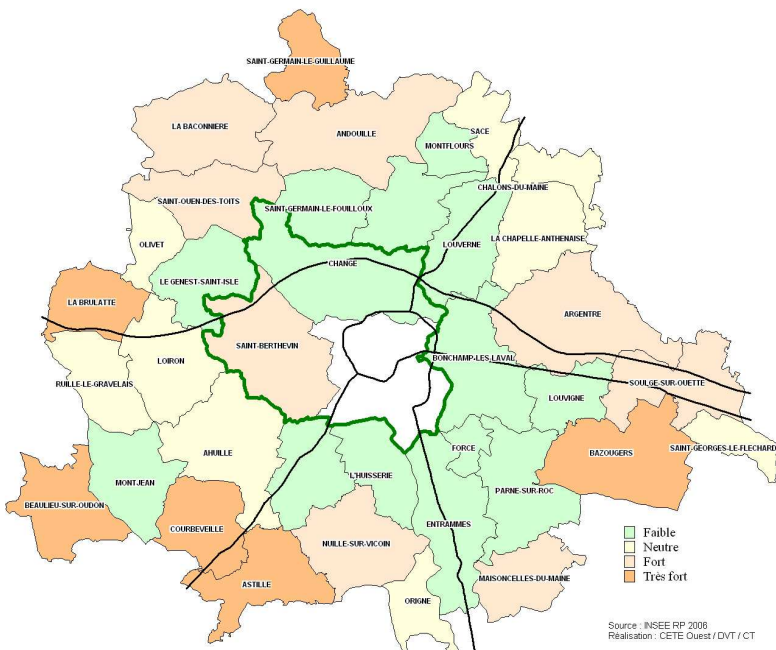 SAINT-GERMAIN-LE-GUILLAUME
LA BACONNIERE
ANDOUILLE
SACE
MONTFLOURS
CHALONS-DU-MAINE
SAINT-OUEN-DES-TOITS
SAINT-GERMAIN-LE-FOUILLOUX
OLIVET
LOUVERNE
LA CHAPELLE-ANTHENAISE
CHANGE
LE GENEST-SAINT-ISLE
LA BRULATTE
ARGENTRE
SAINT-BERTHEVIN
LOIRON
BONCHAMP-LES-LAVAL
RUILLE-LE-GRAVELAIS
SOULGE-SUR-OUETTE
LOUVIGNE
AHUILLE
FORCE
BAZOUGERS
SAINT-GEORGES-LE-FLECHARD
L'HUISSERIE
MONTJEAN
PARNE-SUR-ROC
BEAULIEU-SUR-OUDON
COURBEVEILLE
ENTRAMMES
NUILLE-SUR-VICOIN
MAISONCELLES-DU-MAINE
ASTILLE
ORIGNE
Faible
Neutre
Fort
Très fort
Source : INSEE RP 2006
Réalisation : CETE Ouest / DVT / CT